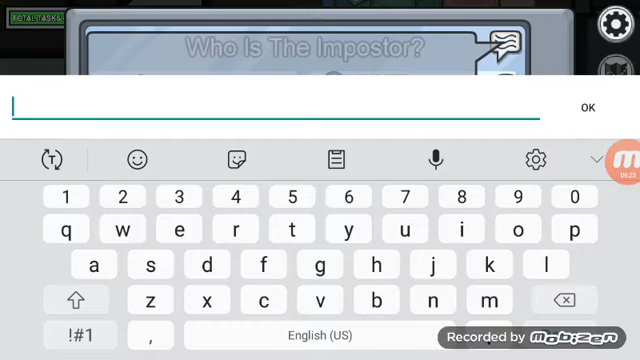 TOTAL TASKS
Who Is The Impostor?
OK
T
M
06:23
1 2 3 4 5 6 7 8 9 0
q w e r t y u i o p
a s d f g h j k l
z x c v b n m
!#1 , English (US)
Recorded by Mobizen